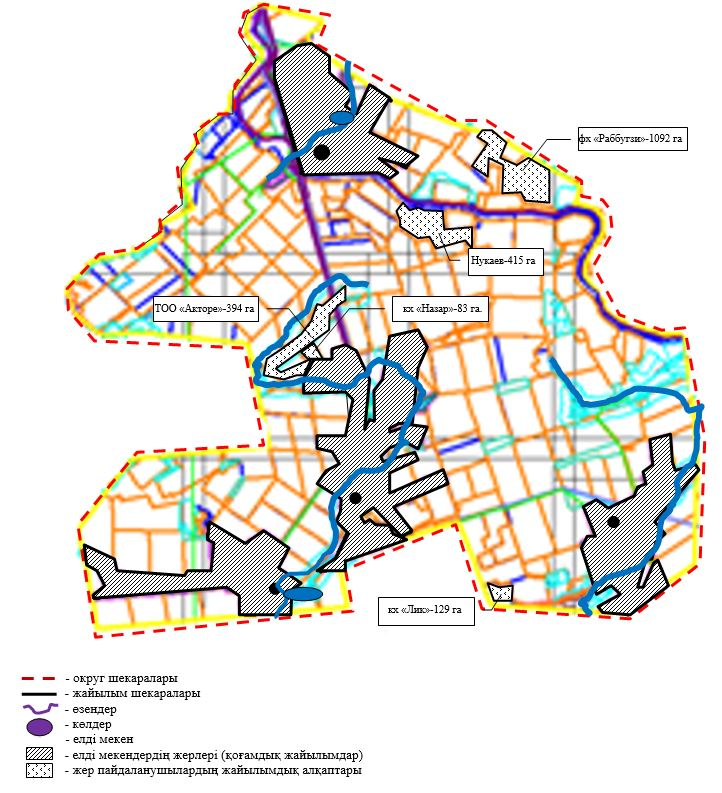 фх «Раббугзи»-1092 га
Нукаев-415 га
ТОО «Акторе»-394 га
кх «Назар»-83 га.
кх «Лик»-129 га
- округ шекаралары
- жайылым шекаралары
- өзендер
- көлдер
- елді мекен
- елді мекендердің жерлері (қоғамдық жайылымдар)
- жер пайдаланушылардың жайылымдық алқаптары